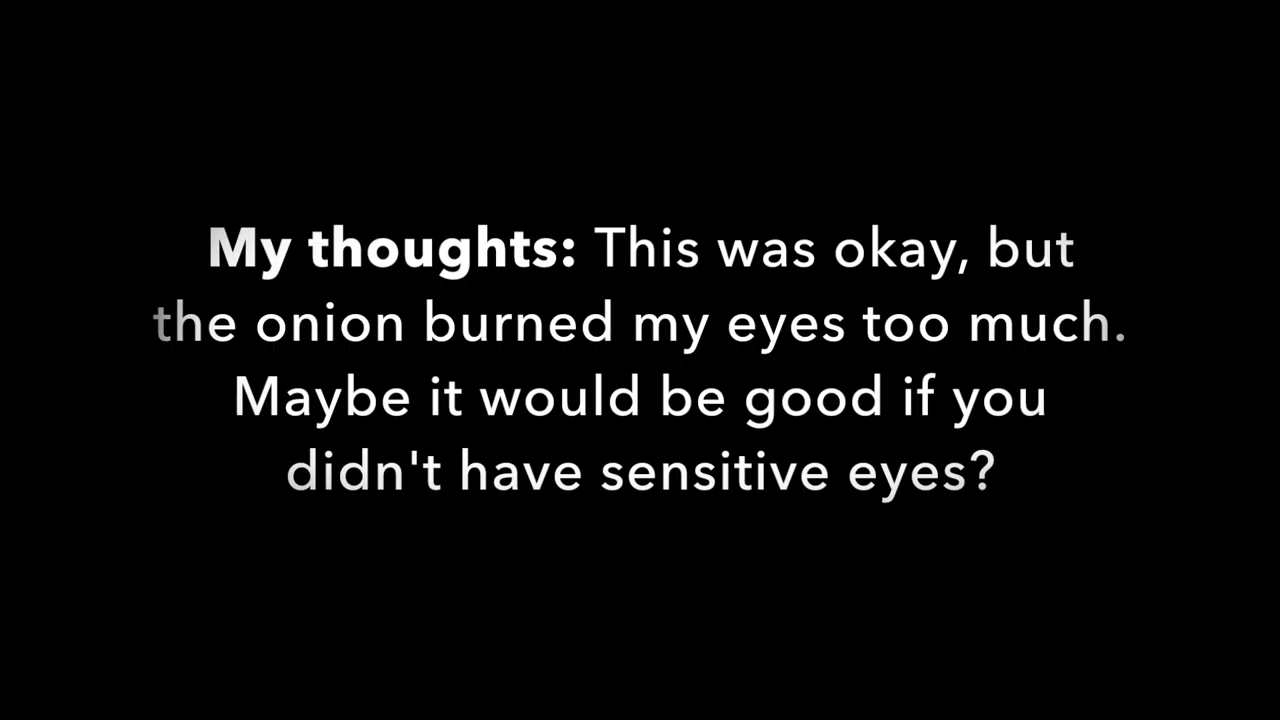 My thoughts: This was okay, but
the onion burned my eyes too much.
Maybe it would be good if you
didn't have sensitive eyes?